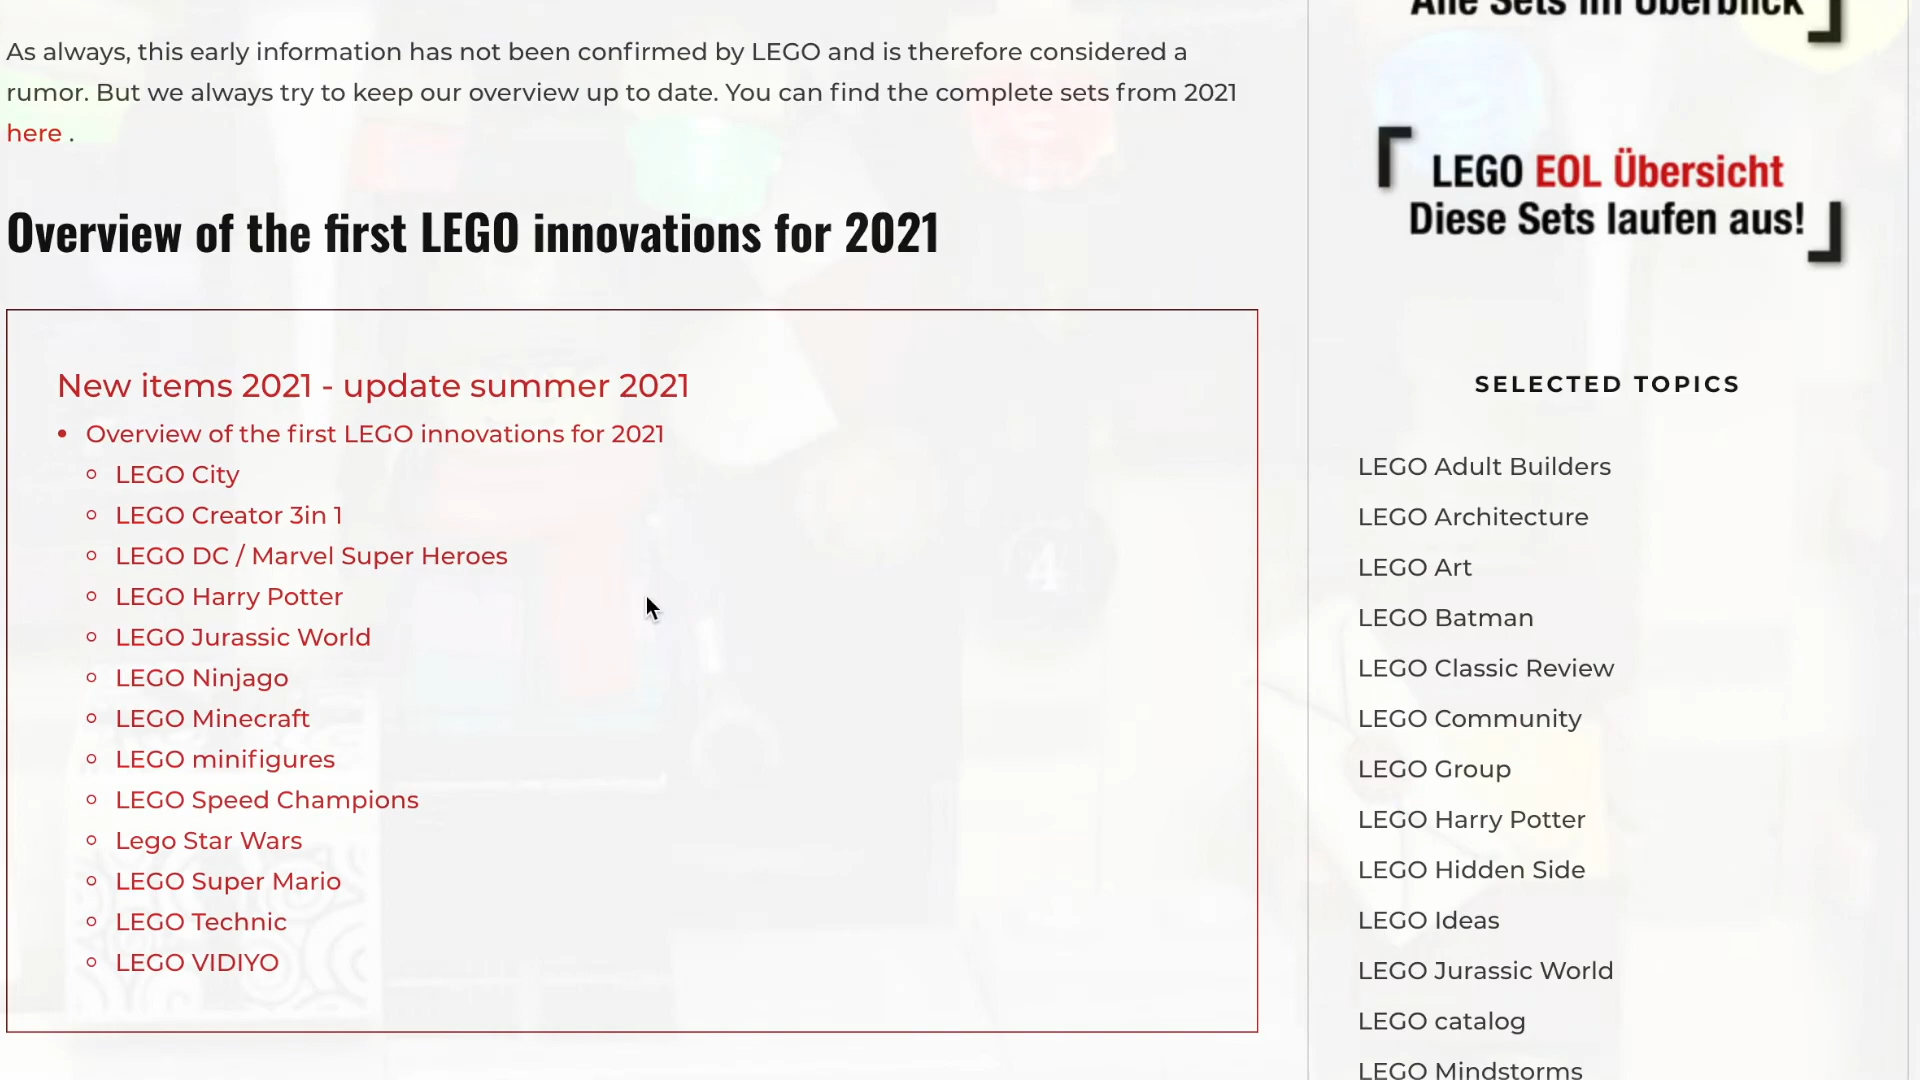 As always, this early information has not been confirmed by LEGO and is therefore considered a
rumor. But we always try to keep our overview up to date. You can find the complete sets from 2021
here .
Overview of the first LEGO innovations for 2021
New items 2021 - update summer 2021
• Overview of the first LEGO innovations for 2021
LEGO City
LEGO Creator 3in 1
LEGO DC / Marvel Super Heroes
LEGO Harry Potter
LEGO Jurassic World
LEGO Ninjago
LEGO Minecraft
LEGO minifigures
LEGO Speed Champions
Lego Star Wars
LEGO Super Mario
LEGO Technic
LEGO VIDIYO
Alle Sets im Überblick
LEGO EOL Übersicht
Diese Sets laufen aus!
SELECTED TOPICS
LEGO Adult Builders
LEGO Architecture
LEGO Art
LEGO Batman
LEGO Classic Review
LEGO Community
LEGO Group
LEGO Harry Potter
LEGO Hidden Side
LEGO Ideas
LEGO Jurassic World
LEGO catalog
LEGO Mindstorms